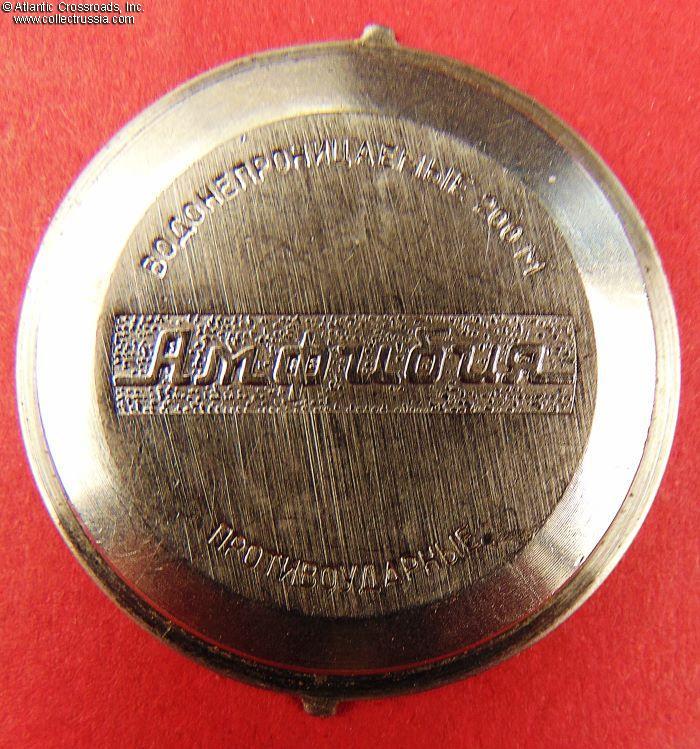 © Atlantic Crossroads, Inc.
www.collectrussia.com
ВОДОНЕПРОНИЦАЕМЫЕ 200 М
Амфибия
ПРОТИВОУДАРНЫЕ